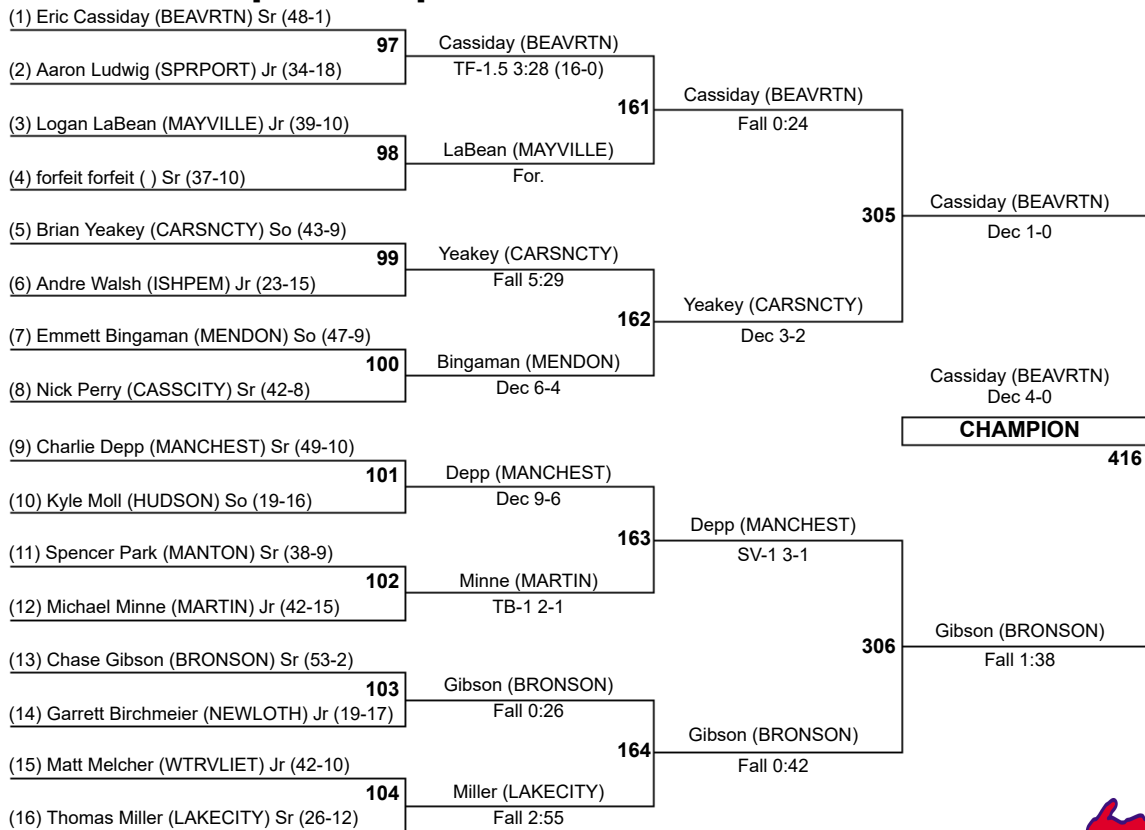 (1) Eric Cassiday (BEAVRTN) Sr (48-1)
97
(2) Aaron Ludwig (SPRPORT) Jr (34-18)
Cassiday (BEAVRTN)
TF-1.5 3:28 (16-0)
161
(3) Logan LaBean (MAYVILLE) Jr (39-10)
98
(4) forfeit forfeit ( ) Sr (37-10)
LaBean (MAYVILLE)
For.
Cassiday (BEAVRTN)
Fall 0:24
305
(5) Brian Yeakey (CARSNCTY) So (43-9)
99
(6) Andre Walsh (ISHPEM) Jr (23-15)
Yeakey (CARSNCTY)
Fall 5:29
162
(7) Emmett Bingaman (MENDON) So (47-9)
100
(8) Nick Perry (CASSCITY) Sr (42-8)
Bingaman (MENDON)
Dec 6-4
Yeakey (CARSNCTY)
Dec 3-2
Cassiday (BEAVRTN)
Dec 1-0
Cassiday (BEAVRTN)
Dec 4-0
CHAMPION
416
(9) Charlie Depp (MANCHEST) Sr (49-10)
101
(10) Kyle Moll (HUDSON) So (19-16)
Depp (MANCHEST)
Dec 9-6
163
(11) Spencer Park (MANTON) Sr (38-9)
102
(12) Michael Minne (MARTIN) Jr (42-15)
Minne (MARTIN)
TB-1 2-1
Depp (MANCHEST)
SV-1 3-1
306
(13) Chase Gibson (BRONSON) Sr (53-2)
103
(14) Garrett Birchmeier (NEWLOTH) Jr (19-17)
Gibson (BRONSON)
Fall 0:26
164
(15) Matt Melcher (WTRVLIET) Jr (42-10)
104
(16) Thomas Miller (LAKECITY) Sr (26-12)
Miller (LAKECITY)
Fall 2:55
Gibson (BRONSON)
Fall 0:42
Gibson (BRONSON)
Fall 1:38